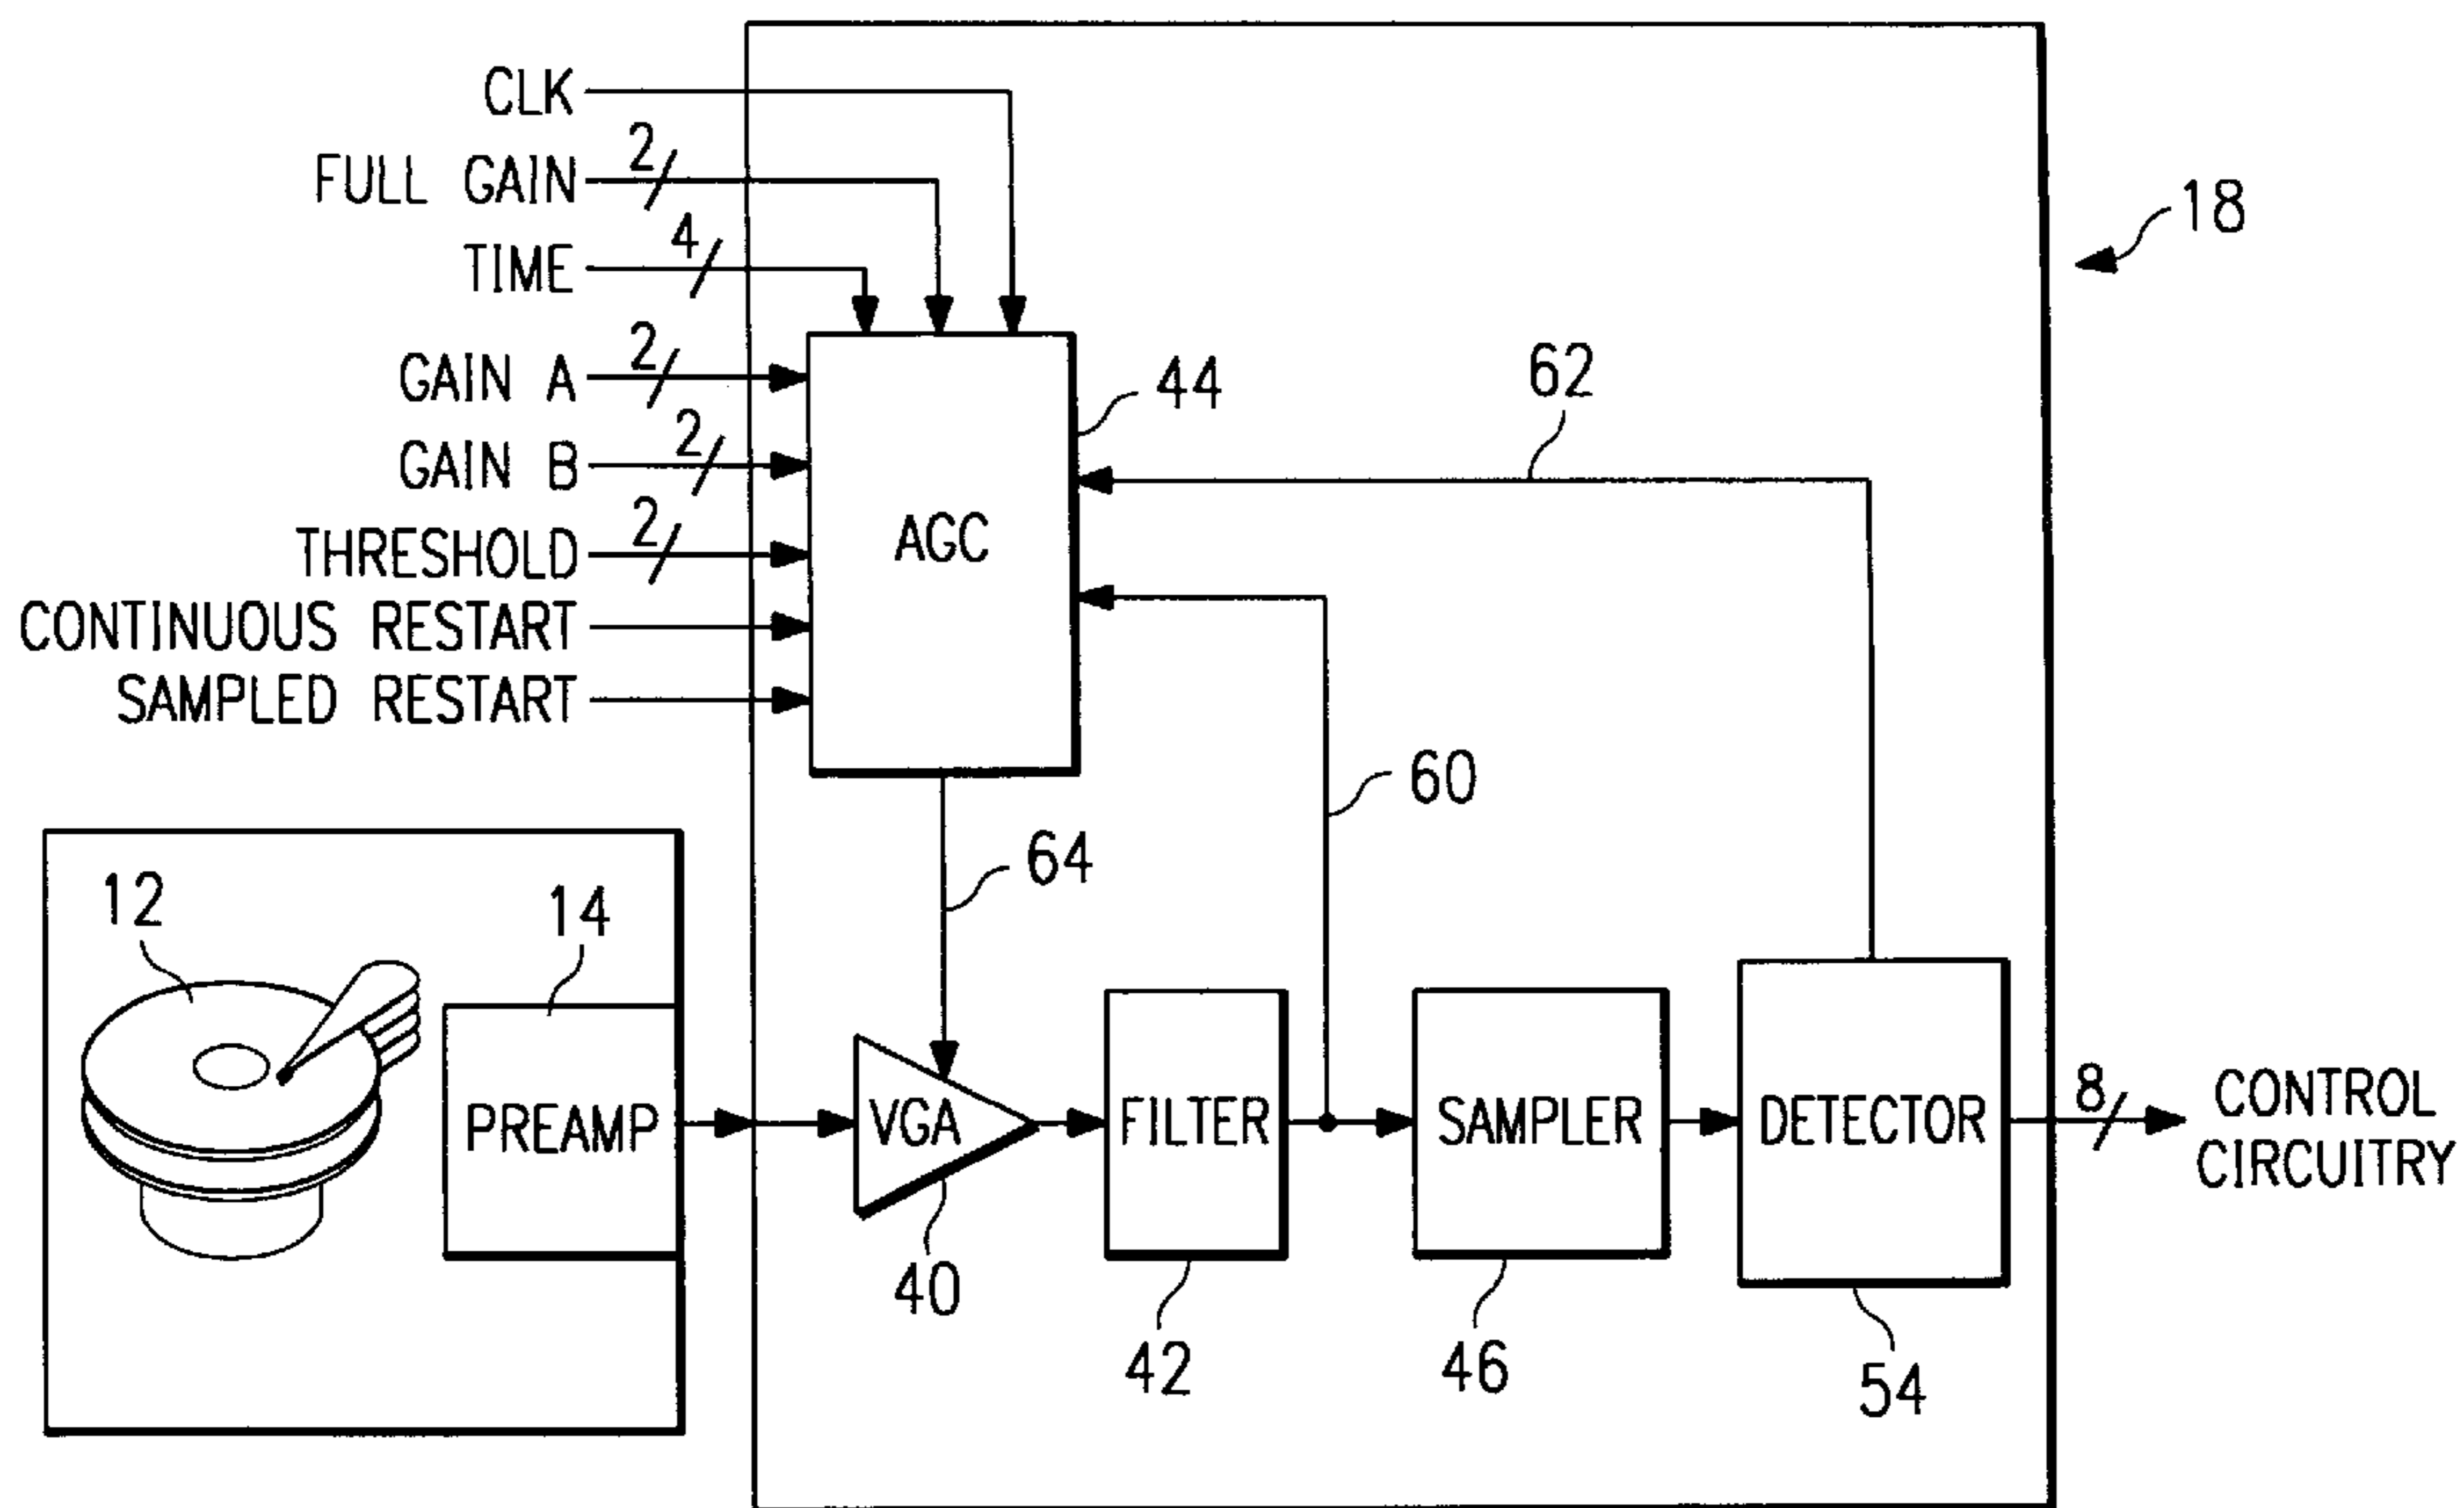 CLK
FULL GAIN 2
TIME 4
18
GAIN A 2
44
62
GAIN B 2
AGC
THRESHOLD 2
CONTINUOUS RESTART
SAMPLED RESTART
60
64
12
14
PREAMP
VGA
FILTER
SAMPLER
DETECTOR
8
CONTROL
CIRCUITRY
40
42
46
54